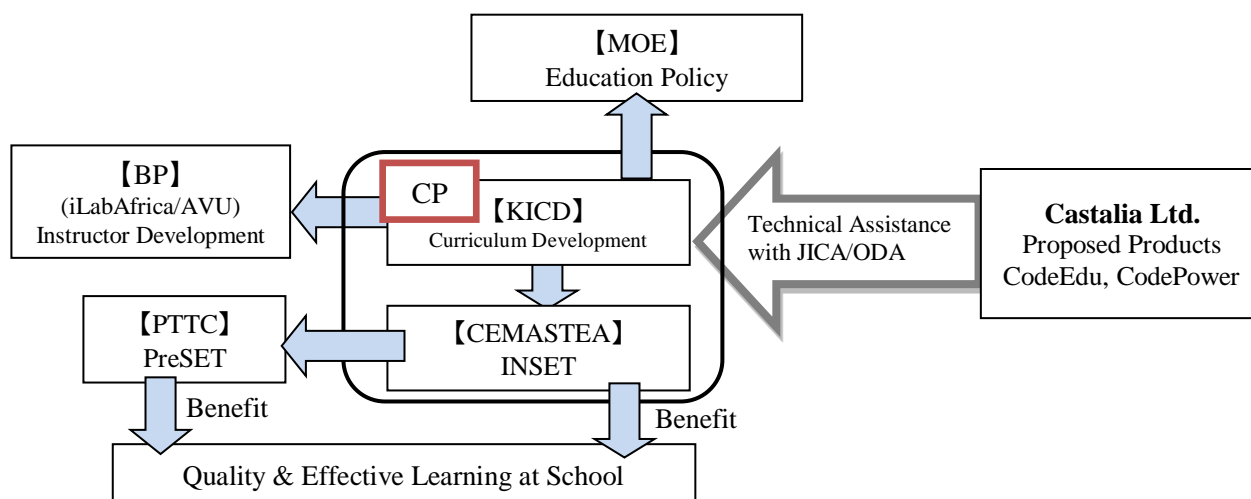 【MOE】
Education Policy
【BP】
(iLabAfrica/AVU)
Instructor Development
CP
【KICD】
Curriculum Development
Technical Assistance
with JICA/ODA
Castalia Ltd.
Proposed Products
CodeEdu, CodePower
【PTTC】
PreSET
【CEMASTEA】
INSET
Benefit
Benefit
Quality & Effective Learning at School